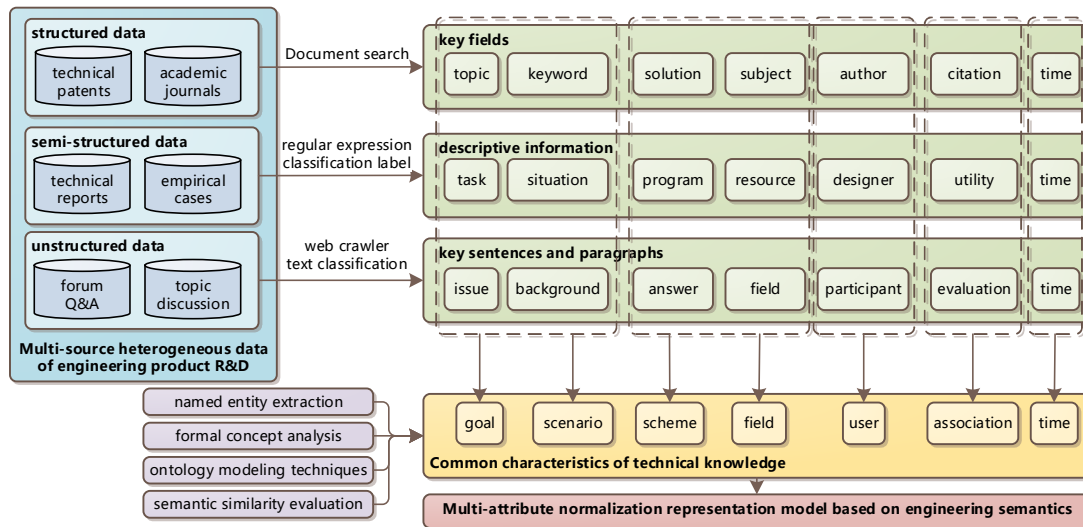 structured data
technical
patents
academic
journals
Document search
key fields
topic
keyword
solution
subject
author
citation
time
semi-structured data
technical
reports
empirical
cases
regular expression
classification label
descriptive information
task
situation
program
resource
designer
utility
time
unstructured data
forum
Q&A
topic
discussion
web crawler
text classification
key sentences and paragraphs
issue
background
answer
field
participant
evaluation
time
Multi-source heterogeneous data
of engineering product R&D
named entity extraction
formal concept analysis
ontology modeling techniques
semantic similarity evaluation
goal
scenario
scheme
field
user
association
time
Common characteristics of technical knowledge
Multi-attribute normalization representation model based on engineering semantics